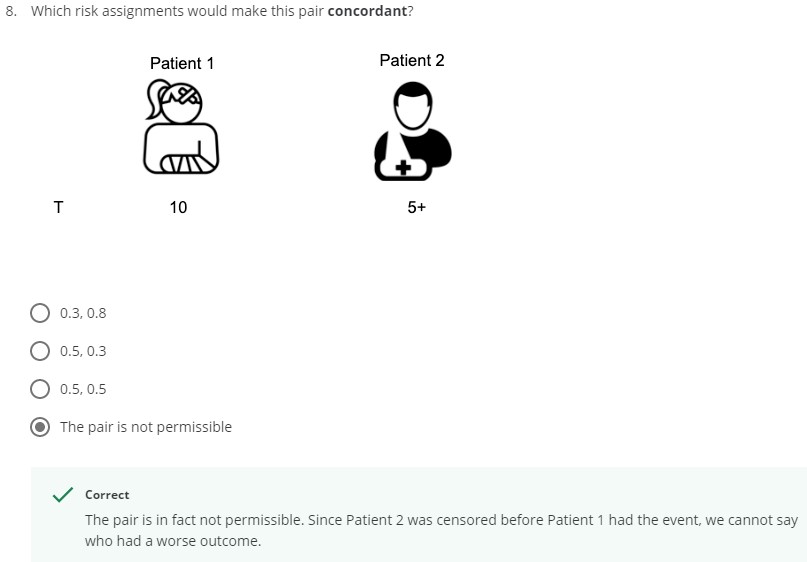 8. Which risk assignments would make this pair concordant?
Patient 1
Patient 2
T 10 5+
0.3, 0.8
0.5, 0.3
0.5, 0.5
The pair is not permissible
Correct
The pair is in fact not permissible. Since Patient 2 was censored before Patient 1 had the event, we cannot say
who had a worse outcome.